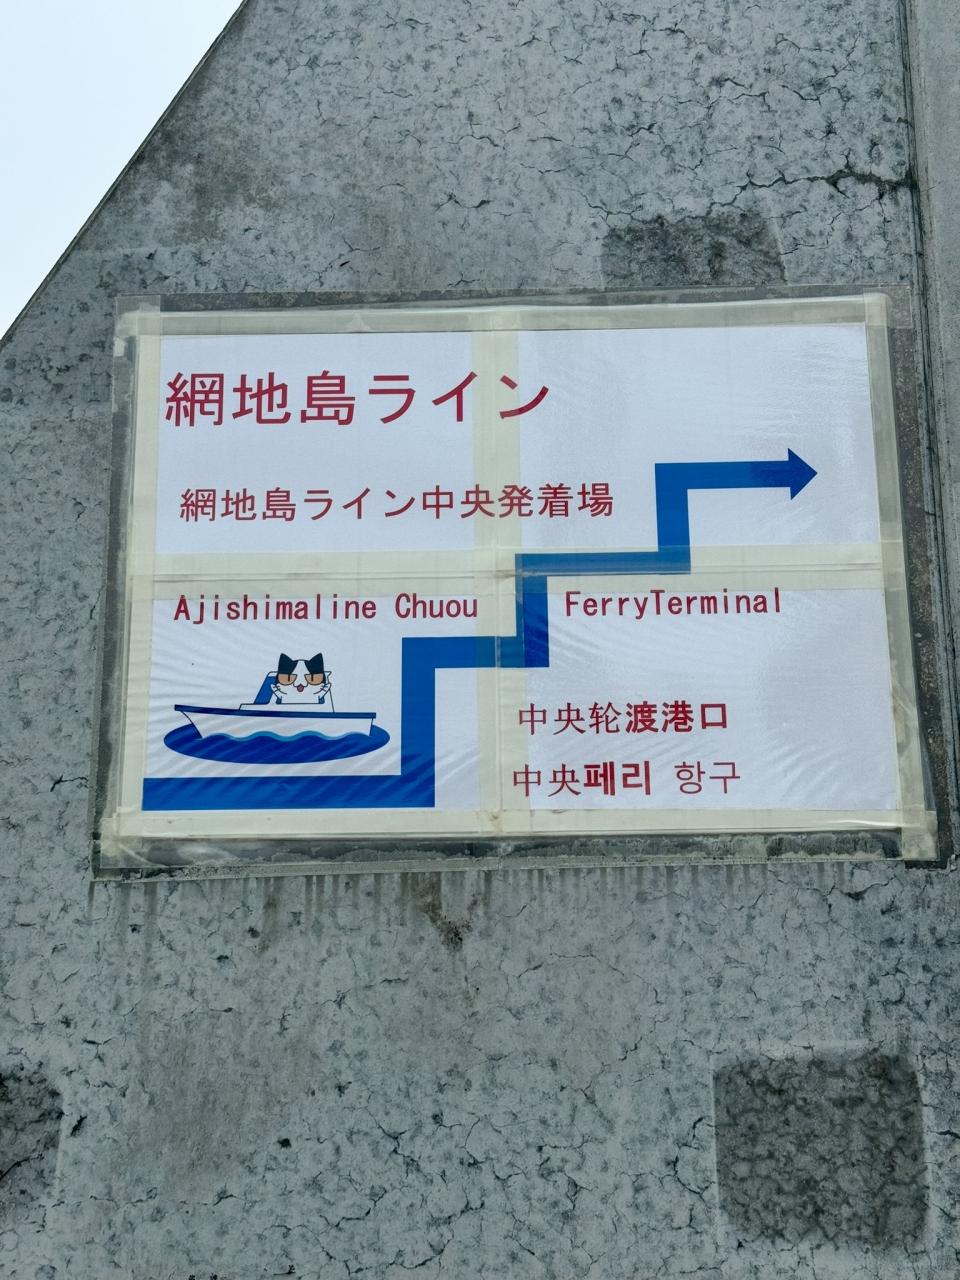 網地島ライン
網地島ライン中央発着場
Ajishimaline Chuou FerryTerminal
中央轮渡港口
中央페리 항구